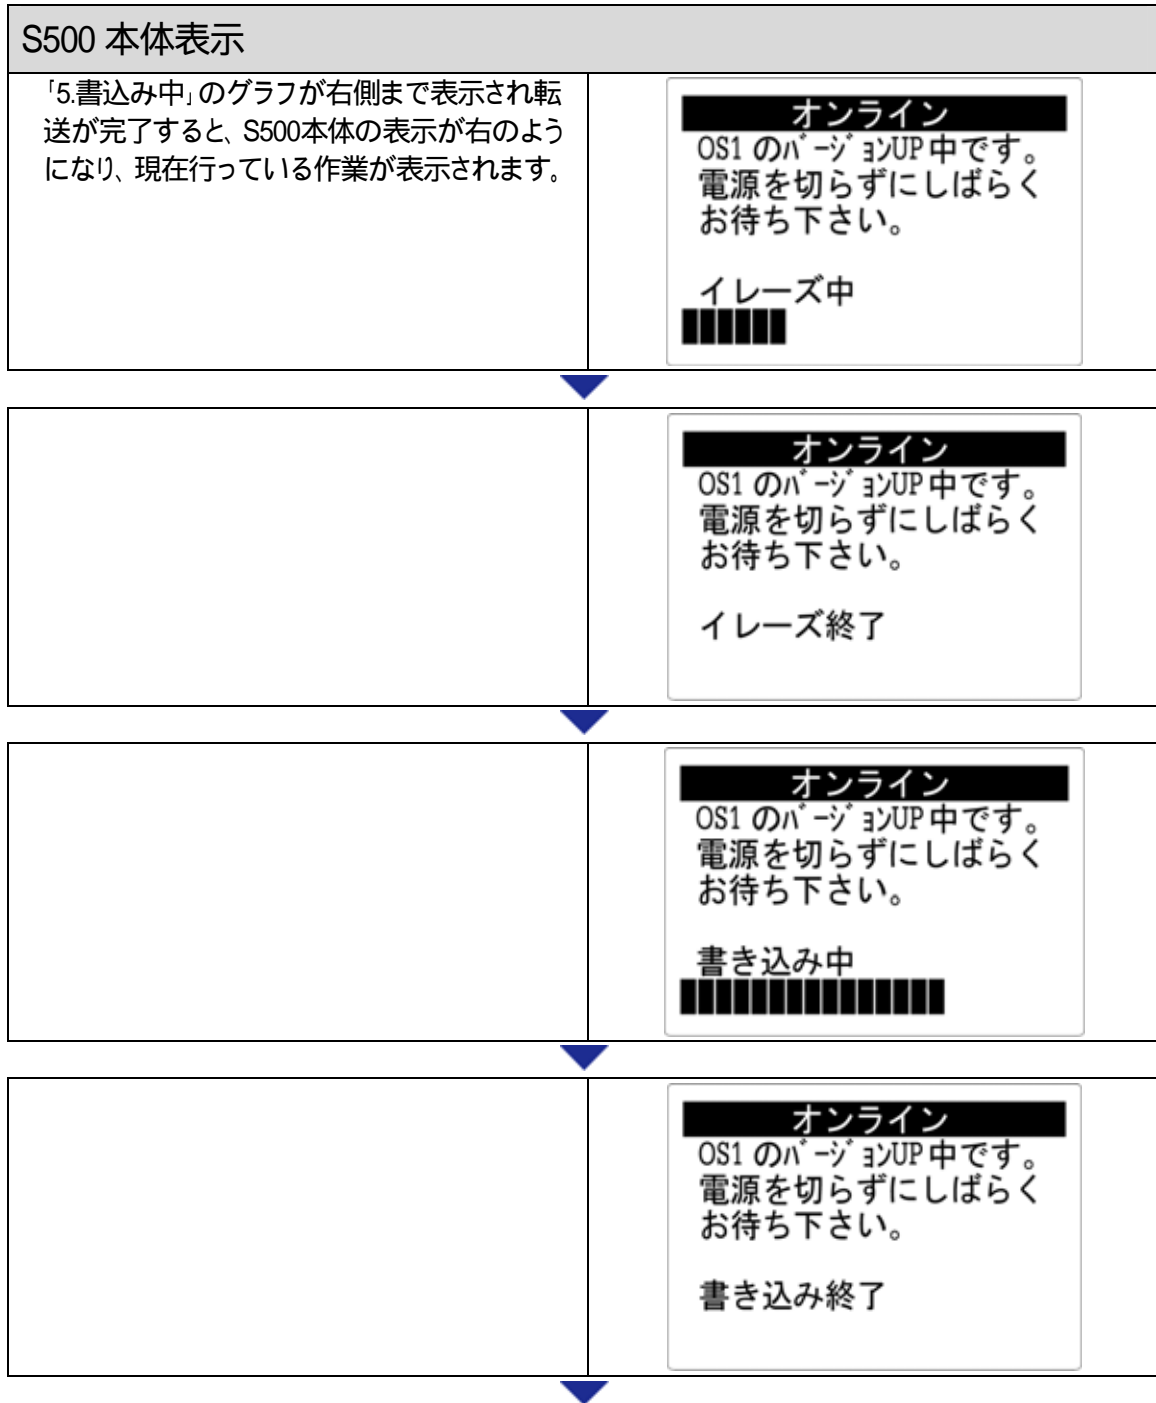 S500 本体表示
「5.書込み中」のグラフが右側まで表示され転
送が完了すると、S500本体の表示が右のよう
になり、現在行っている作業が表示されます。
オンライン
OS1 のﾊﾞｰｼﾞｮﾝUP中です。
電源を切らずにしばらく
お待ち下さい。
イレーズ中
オンライン
OS1 のﾊﾞｰｼﾞｮﾝUP中です。
電源を切らずにしばらく
お待ち下さい。
イレーズ終了
オンライン
OS1 のﾊﾞｰｼﾞｮﾝUP中です。
電源を切らずにしばらく
お待ち下さい。
書き込み中
オンライン
OS1 のﾊﾞｰｼﾞｮﾝUP中です。
電源を切らずにしばらく
お待ち下さい。
書き込み終了